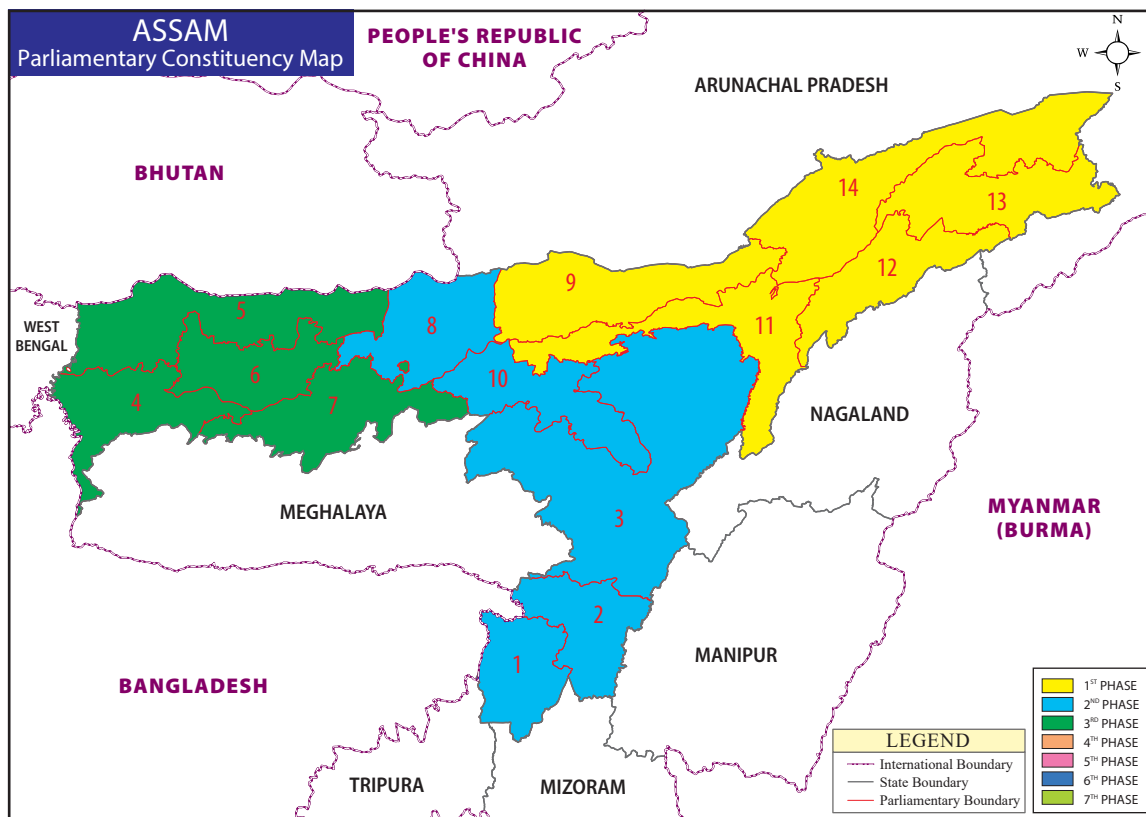 ASSAM
Parliamentary Constituency Map
PEOPLE'S REPUBLIC
OF CHINA
N
W
E
S
ARUNACHAL PRADESH
BHUTAN
14
13
12
9
11
5
8
WEST
BENGAL
6
10
4
7
NAGALAND
MEGHALAYA
3
MYANMAR
(BURMA)
2
1
MANIPUR
BANGLADESH
TRIPURA
MIZORAM
LEGEND
International Boundary
State Boundary
Parliamentary Boundary
1ST PHASE
2ND PHASE
3RD PHASE
4TH PHASE
5TH PHASE
6TH PHASE
7TH PHASE